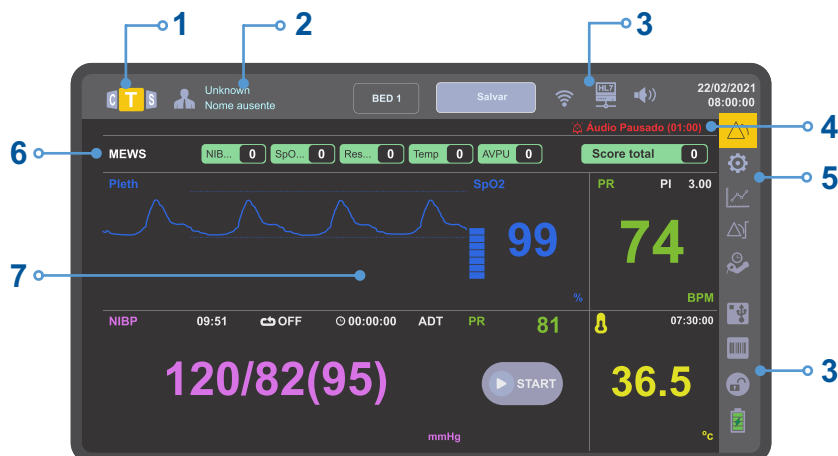 1
2
3
C T S
Unknown
Nome ausente
BED 1
Salvar
HL7
22/02/2021
08:00:00
Áudio Pausado (01:00)
4
6
MEWS
NIB... 0
SpO... 0
Res... 0
Temp 0
AVPU 0
Score total 0
5
Pleth
SpO2
99
%
PR
PI 3.00
74
BPM
7
NIBP
09:51
OFF
00:00:00
ADT
PR
81
120/82(95)
START
mmHg
07:30:00
36.5
°c
3